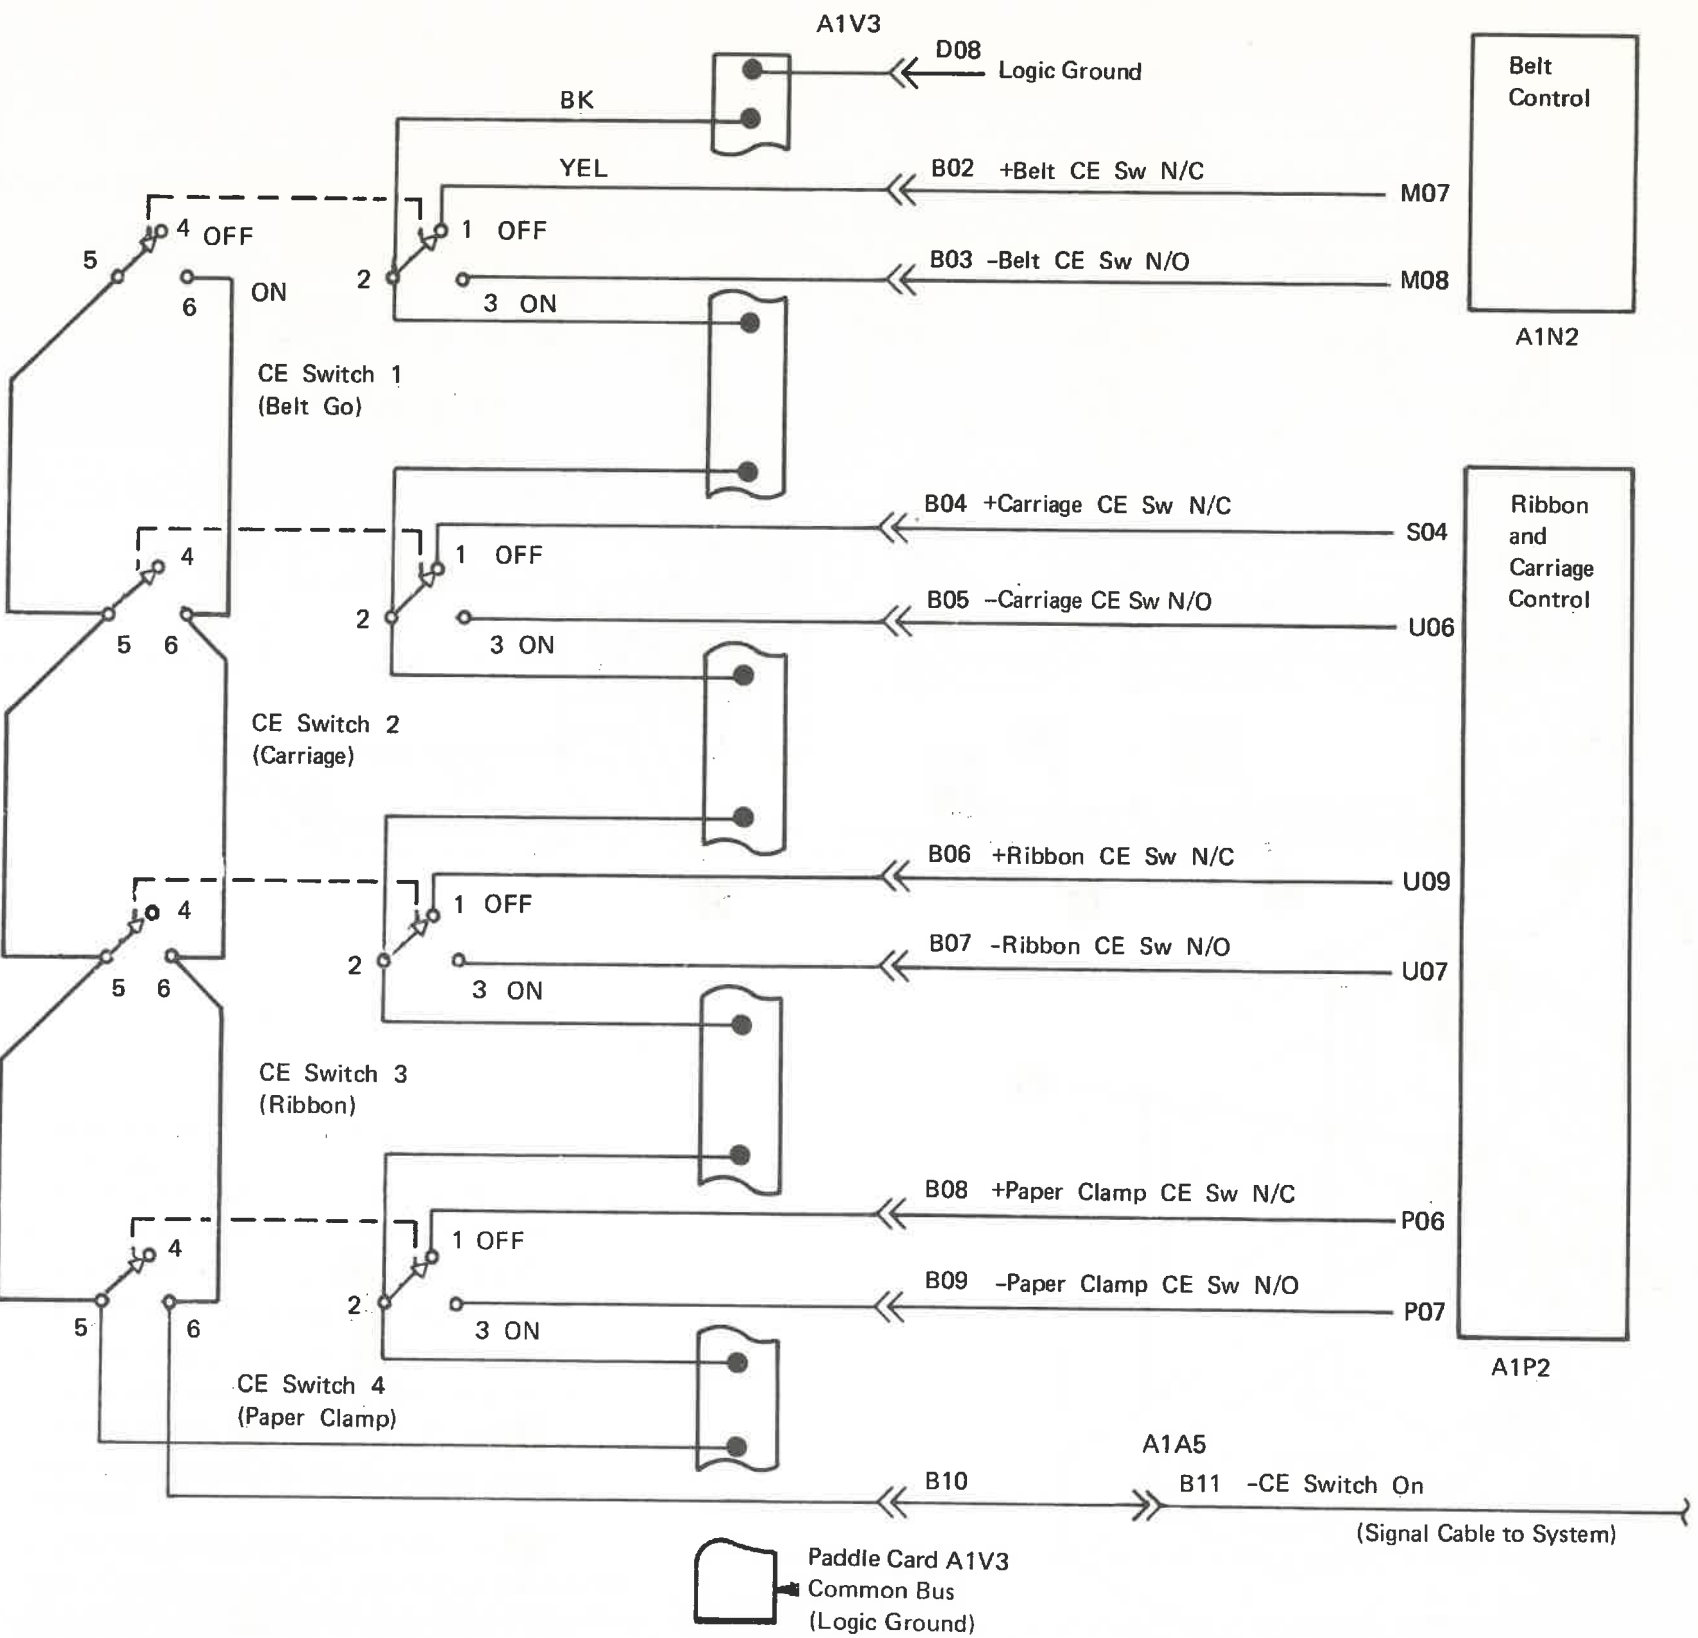 A1V3
D08
Logic Ground
Belt
Control
BK
YEL
B02 +Belt CE Sw N/C
M07
4 OFF
1 OFF
5
2
B03 -Belt CE Sw N/O
M08
6 ON
3 ON
A1N2
CE Switch 1
(Belt Go)
B04 +Carriage CE Sw N/C
S04
Ribbon
and
Carriage
Control
4
1 OFF
B05 -Carriage CE Sw N/O
U06
2
5 6
3 ON
CE Switch 2
(Carriage)
B06 +Ribbon CE Sw N/C
U09
4
1 OFF
B07 -Ribbon CE Sw N/O
U07
2
5 6
3 ON
CE Switch 3
(Ribbon)
B08 +Paper Clamp CE Sw N/C
P06
4
1 OFF
B09 -Paper Clamp CE Sw N/O
P07
2
5 6
3 ON
A1P2
CE Switch 4
(Paper Clamp)
A1A5
B10
B11 -CE Switch On
(Signal Cable to System)
Paddle Card A1V3
Common Bus
(Logic Ground)